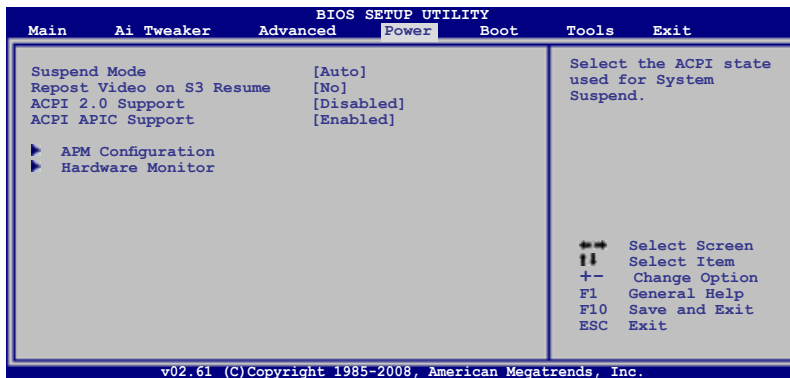 BIOS SETUP UTILITY
Main Ai Tweaker Advanced Power Boot Tools Exit
Suspend Mode [Auto]
Repost Video on S3 Resume [No]
ACPI 2.0 Support [Disabled]
ACPI APIC Support [Enabled]
APM Configuration
Hardware Monitor
Select the ACPI state
used for System
Suspend.
←→ Select Screen
↑↓ Select Item
+- Change Option
F1 General Help
F10 Save and Exit
ESC Exit
v02.61 (C)Copyright 1985-2008, American Megatrends, Inc.